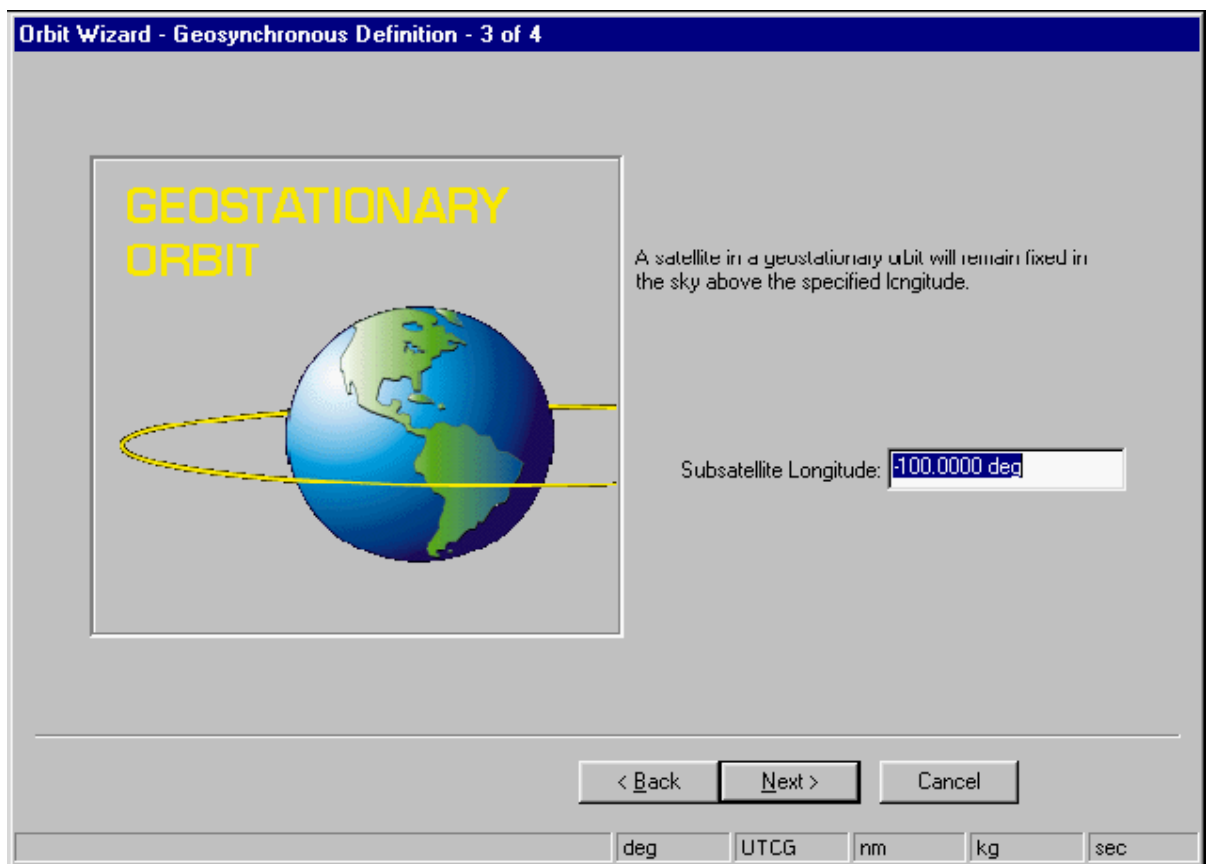 Orbit Wizard - Geosynchronous Definition - 3 of 4
GEOSTATIONARY
ORBIT
A satellite in a geostationary orbit will remain fixed in
the sky above the specified longitude.
Subsatellite Longitude: -100.0000 deg
< Back Next > Cancel
deg UTCG nm kg sec